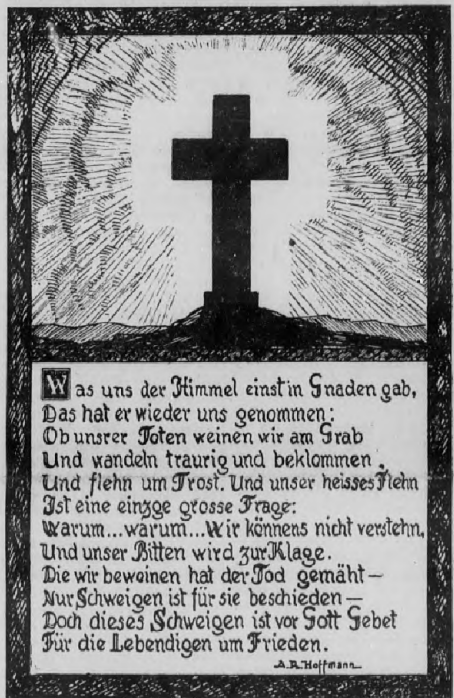 Was uns der Himmel einst in Gnaden gab,
Das hat er wieder uns genommen:
Ob unsrer Toten weinen wir am Grab
Und wandeln traurig und beklommen.
Und flehn um Trost. Und unser heisses Flehn
Ist eine einzge grosse Frage:
Warum...warum...Wir könnens nicht verstehn,
Und unser Bitten wird zur Klage.
Die wir beweinen hat der Tod gemäht—
Nur Schweigen ist für sie beschieden—
Doch dieses Schweigen ist vor Gott Gebet
Für die Lebendigen um Frieden.
A.R. Hoffmann